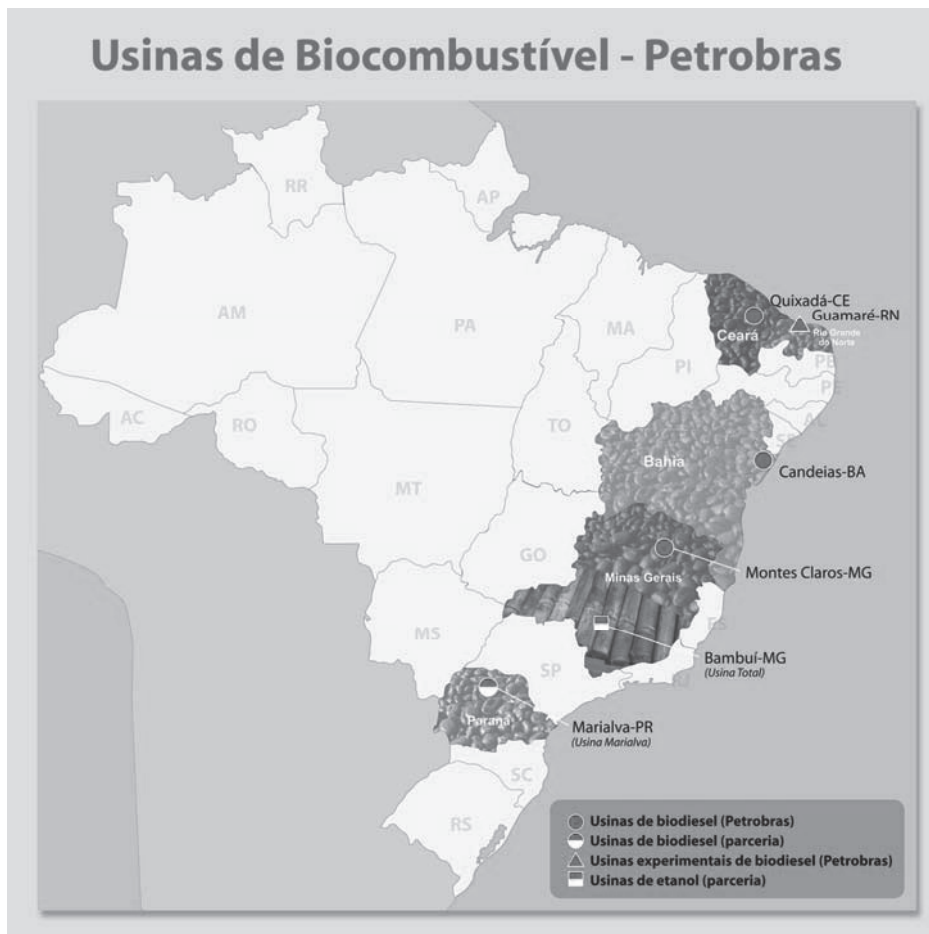 Usinas de Biocombustível - Petrobras
RR
AP
AM
PA
MA
Ceará
Quixadá-CE
Guamaré-RN
Rio Grande
do Norte
PB
PI
PE
AC
RO
TO
AL
SE
Bahia
Candeias-BA
MT
GO
Minas Gerais
Montes Claros-MG
MS
ES
SP
Bambuí-MG
(Usina Total)
Paraná
Marialva-PR
(Usina Marialva)
SC
RS
Usinas de biodiesel (Petrobras)
Usinas de biodiesel (parceria)
Usinas experimentais de biodiesel (Petrobras)
Usinas de etanol (parceria)